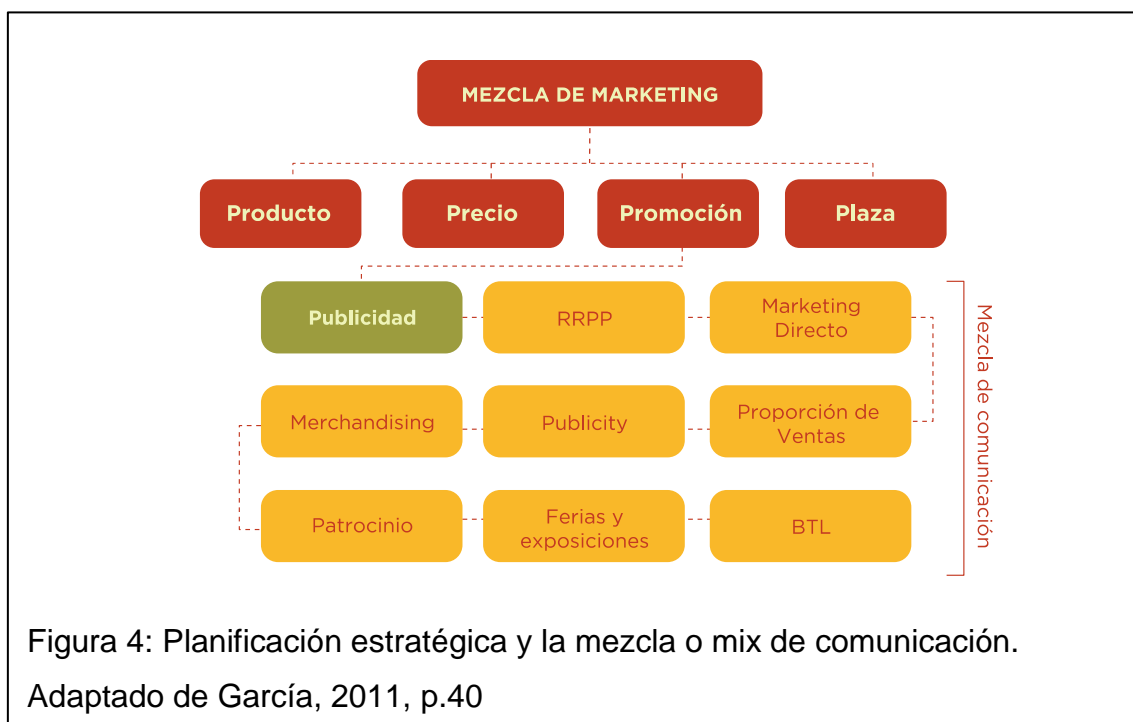 MEZCLA DE MARKETING
Producto
Precio
Promoción
Plaza
Publicidad
RRPP
Marketing
Directo
Merchandising
Publicity
Proporción de
Ventas
Patrocinio
Ferias y
exposiciones
BTL
Mezcla de comunicación
Figura 4: Planificación estratégica y la mezcla o mix de comunicación.
Adaptado de García, 2011, p.40